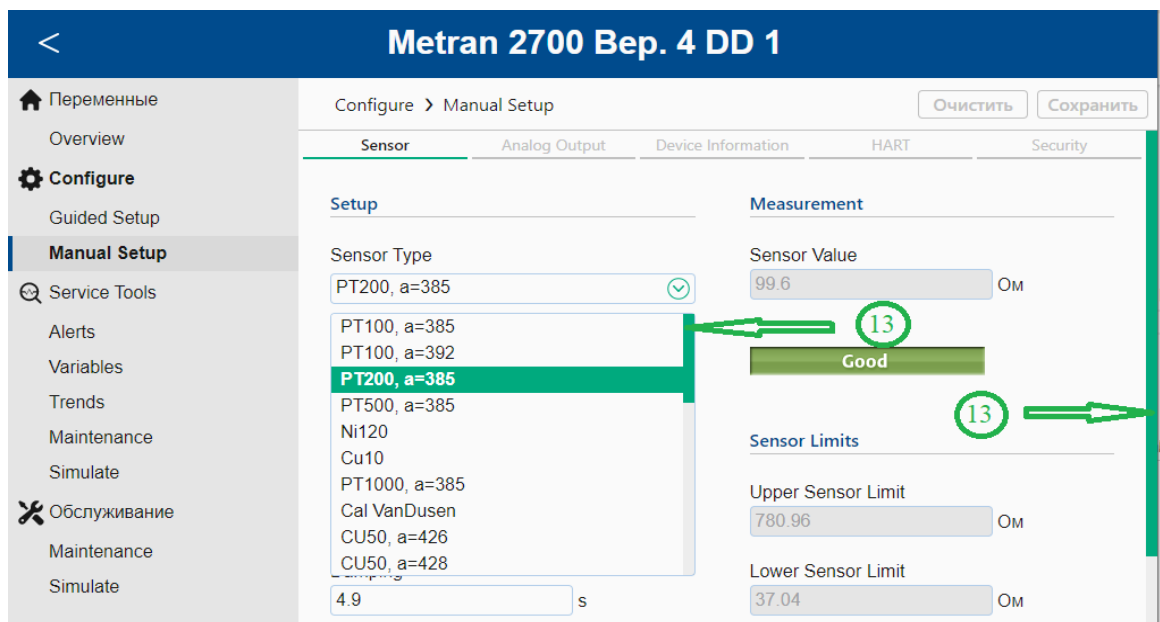 <
Metran 2700 Вер. 4 DD 1
Переменные
Overview
Configure
Guided Setup
Manual Setup
Service Tools
Alerts
Variables
Trends
Maintenance
Simulate
Обслуживание
Maintenance
Simulate
Configure > Manual Setup
Очистить
Сохранить
Sensor
Analog Output
Device Information
HART
Security
Setup
Sensor Type
PT200, a=385
PT100, a=385
PT100, a=392
PT200, a=385
PT500, a=385
Ni120
Cu10
PT1000, a=385
Cal VanDusen
CU50, a=426
CU50, a=428
Damping
4.9 s
Measurement
Sensor Value
99.6 Ом
13
Good
13
Sensor Limits
Upper Sensor Limit
780.96 Ом
Lower Sensor Limit
37.04 Ом